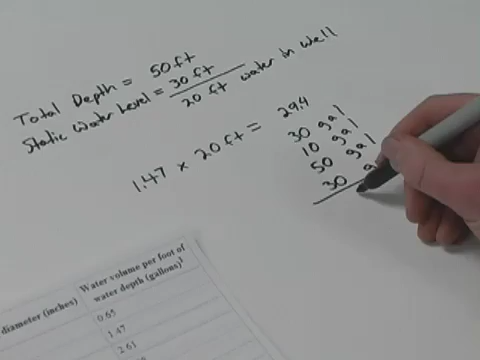 Total Depth = 50 ft
Static water level = 30 ft
20 ft water in well
1.47 x 20 ft = 29.4
30 gal
10 gal
50 gal
30 g
diameter (inches)
Water volume per foot of
water depth (gallons)¹
0.65
1.47
2.61